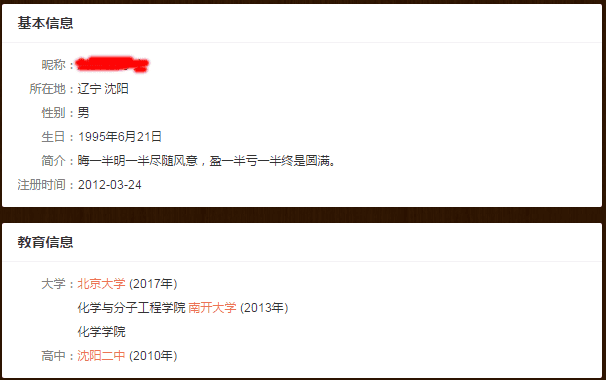 基本信息
昵称：
所在地：辽宁 沈阳
性别：男
生日：1995年6月21日
简介：晦一半明一半尽随风意，盈一半亏一半终是圆满。
注册时间：2012-03-24
教育信息
大学：北京大学 (2017年)
化学与分子工程学院 南开大学 (2013年)
化学学院
高中：沈阳二中 (2010年)